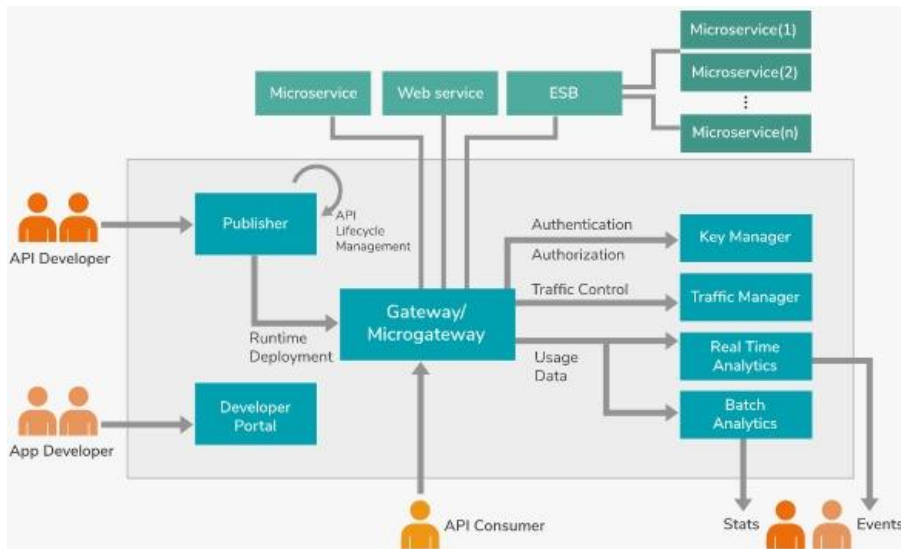 Microservice(1)
Microservice
Web service
ESB
Microservice(2)
⋮
Microservice(n)
API Developer
Publisher
API
Lifecycle
Management
Authentication
Authorization
Key Manager
Gateway/
Microgateway
Traffic Control
Traffic Manager
Runtime
Deployment
Usage
Data
Real Time
Analytics
App Developer
Developer
Portal
Batch
Analytics
API Consumer
Stats
Events